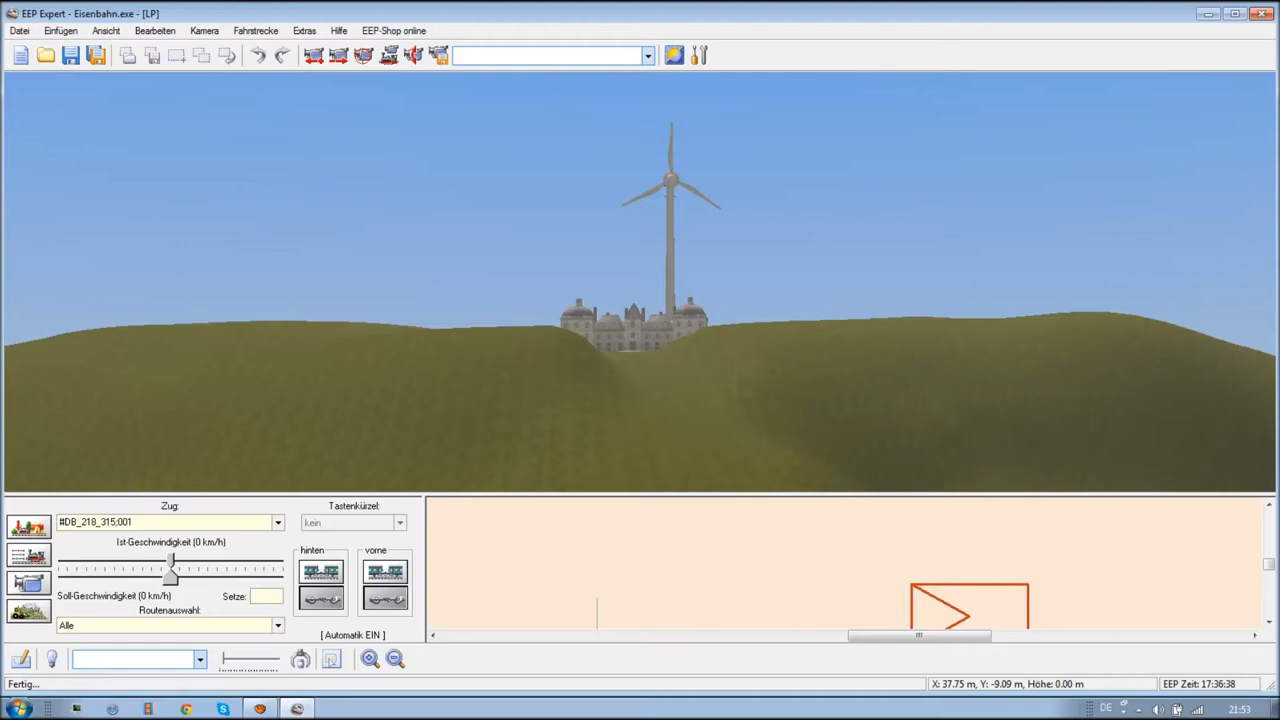 EEP Expert - Eisenbahn.exe - [LP]
Datei Einfügen Ansicht Bearbeiten Kamera Fahrstrecke Extras Hilfe EEP-Shop online
Zug:
#DB_218_315;001
Ist-Geschwindigkeit (0 km/h)
Soll-Geschwindigkeit (0 km/h) Setze:
Routenauswahl:
Alle
Tastenkürzel:
kein
hinten vorne
[ Automatik EIN ]
Fertig... X: 37.75 m, Y: -9.09 m, Höhe: 0.00 m EEP Zeit: 17:36:38
DE 21:53